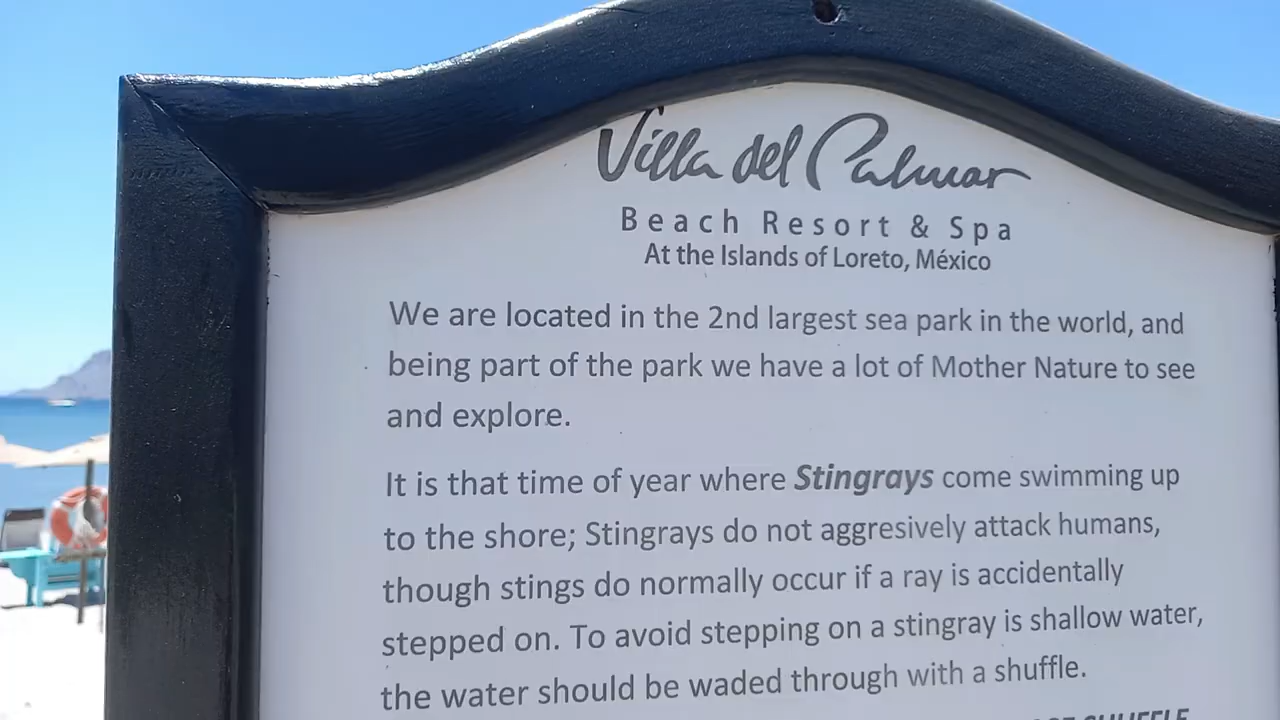 Villa del Palmar
Beach Resort & Spa
At the Islands of Loreto, México
We are located in the 2nd largest sea park in the world, and
being part of the park we have a lot of Mother Nature to see
and explore.
It is that time of year where Stingrays come swimming up
to the shore; Stingrays do not aggresively attack humans,
though stings do normally occur if a ray is accidentally
stepped on. To avoid stepping on a stingray is shallow water,
the water should be waded through with a shuffle.
SHUFFLE